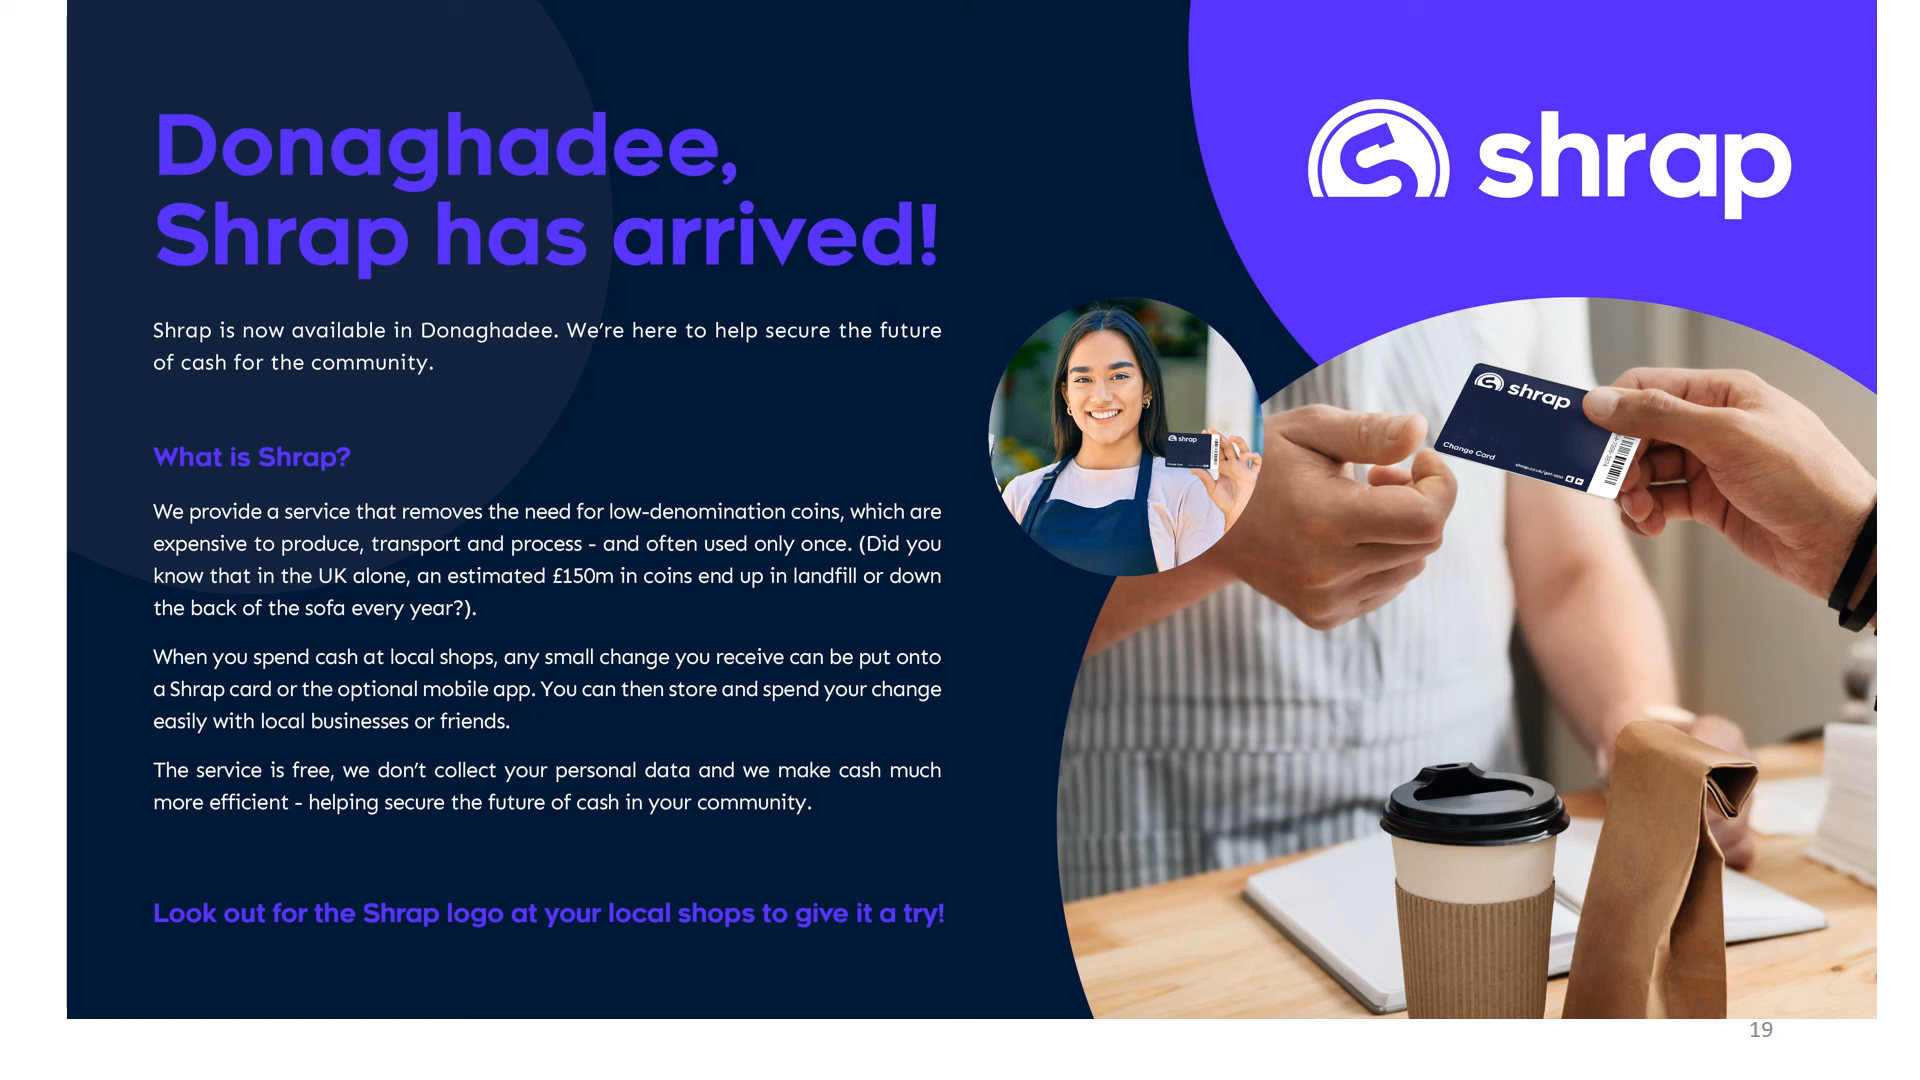 Donaghadee,
Shrap has arrived!
shrap
Shrap is now available in Donaghadee. We’re here to help secure the future
of cash for the community.
What is Shrap?
We provide a service that removes the need for low-denomination coins, which are
expensive to produce, transport and process - and often used only once. (Did you
know that in the UK alone, an estimated £150m in coins end up in landfill or down
the back of the sofa every year?).
When you spend cash at local shops, any small change you receive can be put onto
a Shrap card or the optional mobile app. You can then store and spend your change
easily with local businesses or friends.
The service is free, we don’t collect your personal data and we make cash much
more efficient - helping secure the future of cash in your community.
Look out for the Shrap logo at your local shops to give it a try!
shrap
shrap
Change Card
19